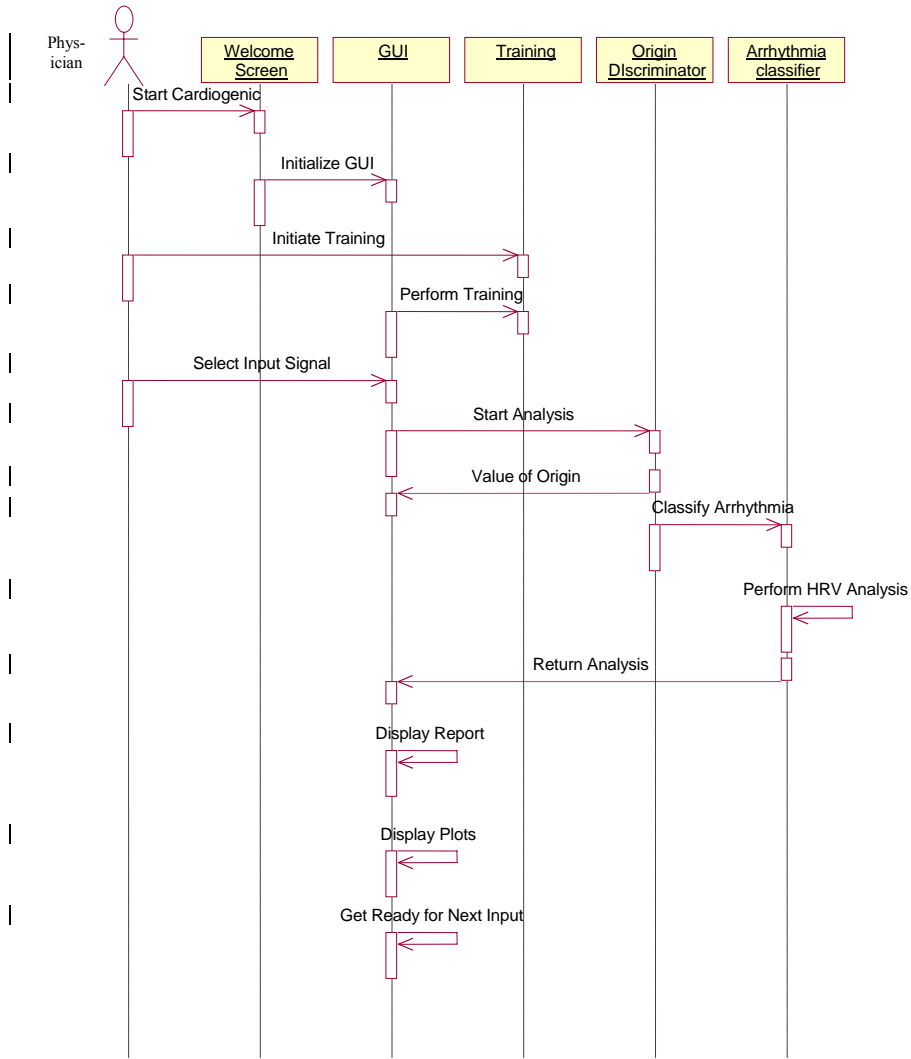 Phys-
ician
Welcome
Screen
GUI
Training
Origin
DIscriminator
Arrhythmia
classifier
Start Cardiogenic
Initialize GUI
Initiate Training
Perform Training
Select Input Signal
Start Analysis
Value of Origin
Classify Arrhythmia
Perform HRV Analysis
Return Analysis
Display Report
Display Plots
Get Ready for Next Input